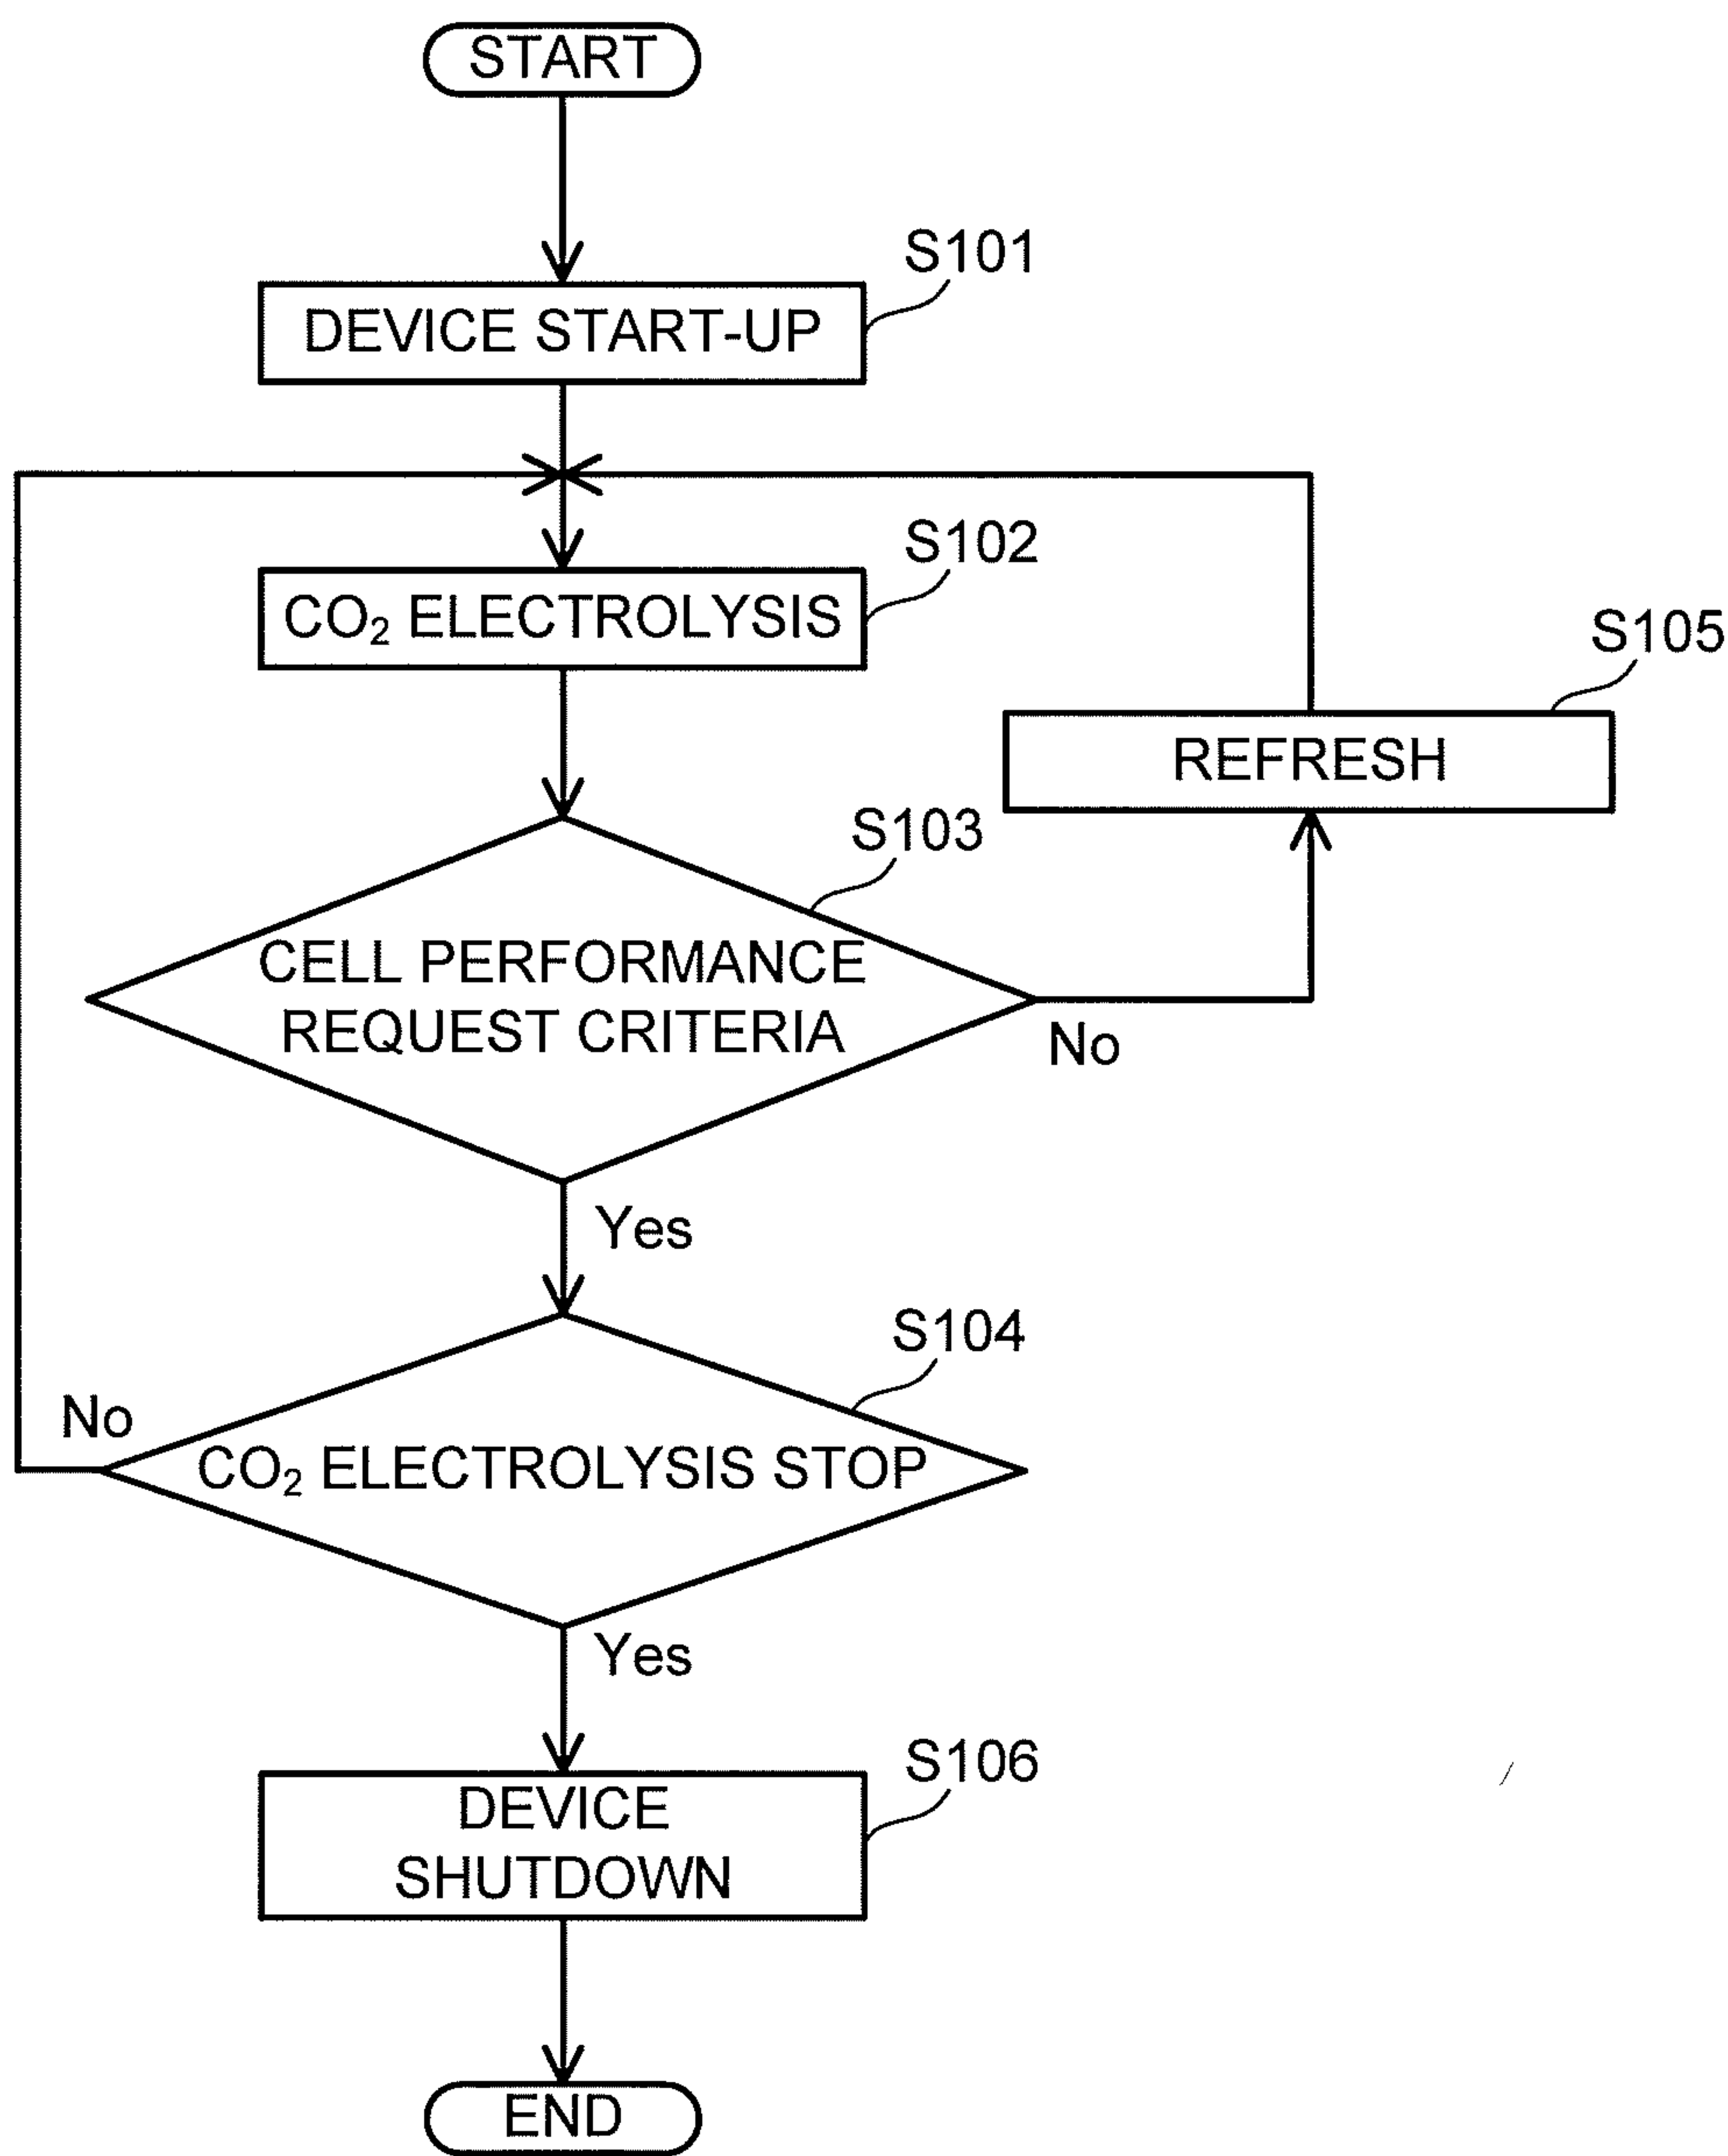 START
S101
DEVICE START-UP
S102
CO₂ ELECTROLYSIS
S105
REFRESH
S103
CELL PERFORMANCE
REQUEST CRITERIA
No
Yes
S104
No
CO₂ ELECTROLYSIS STOP
Yes
S106
DEVICE
SHUTDOWN
END